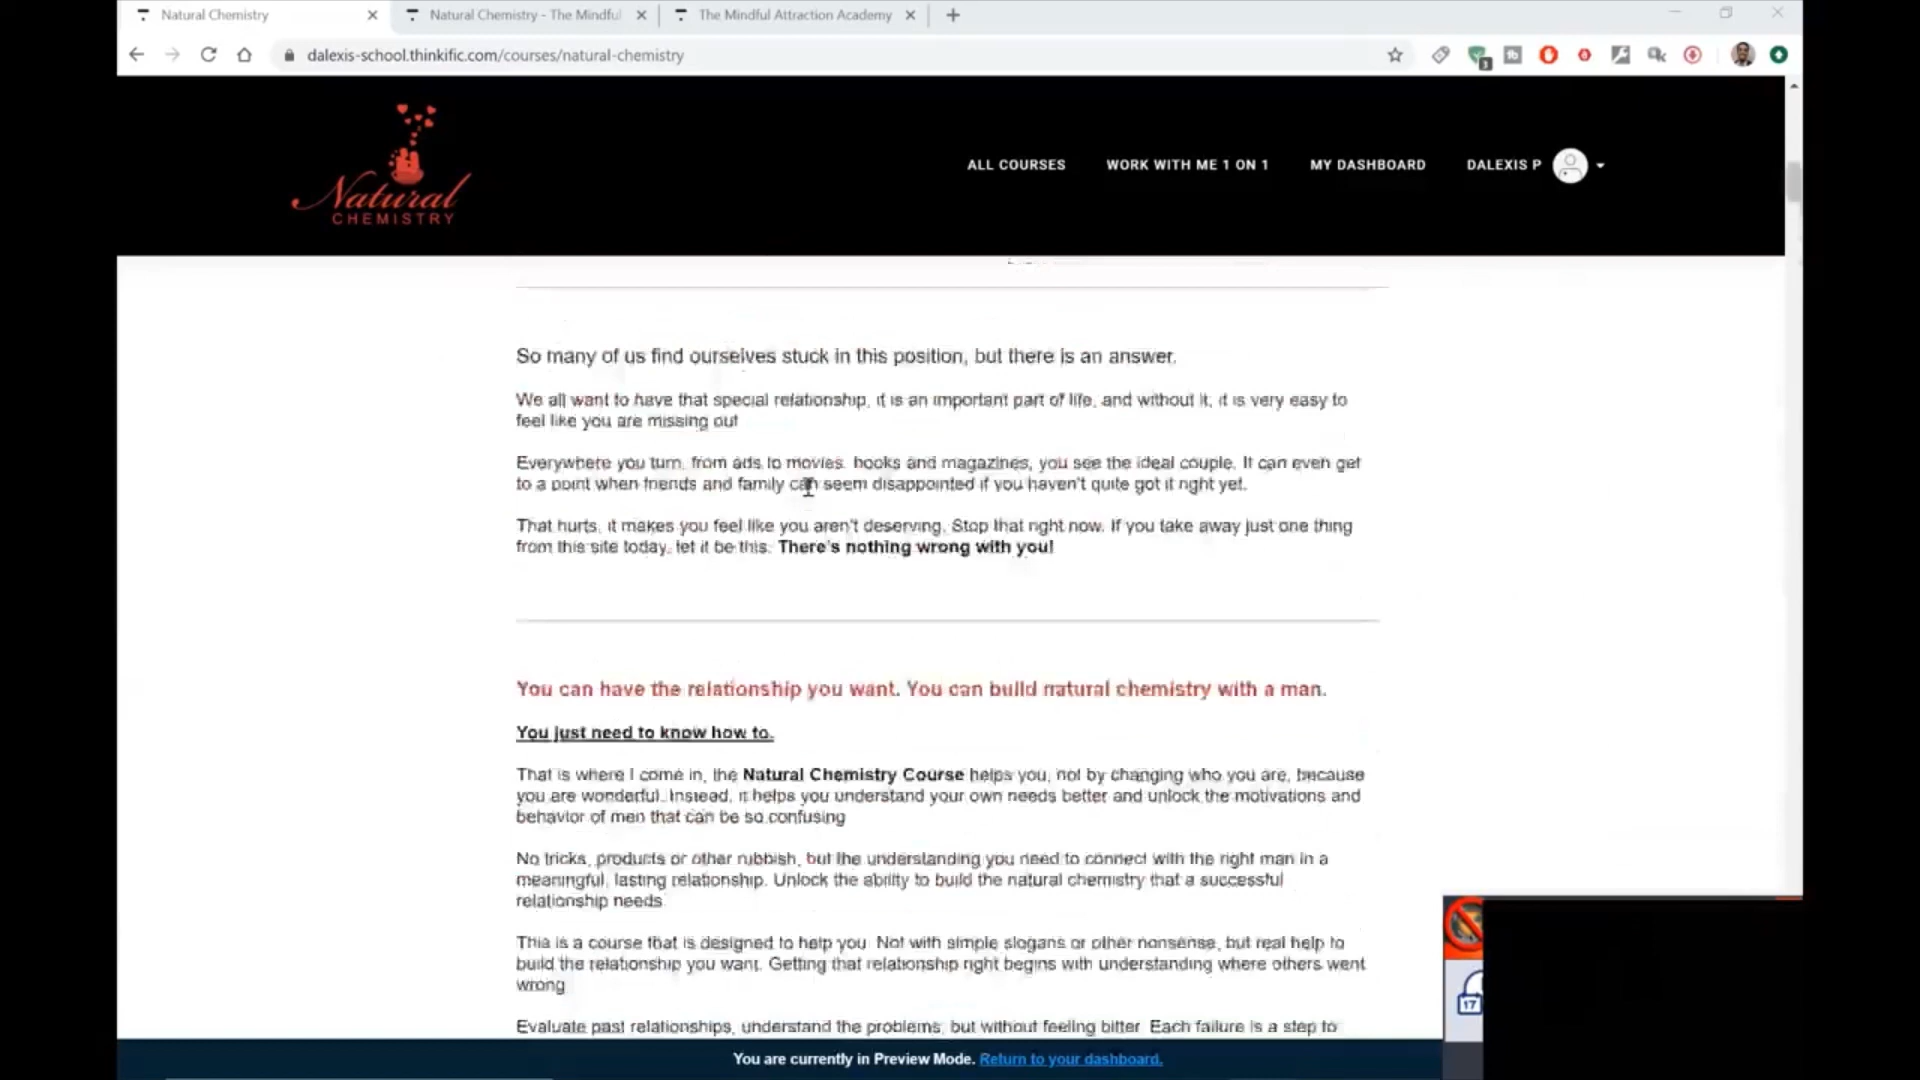 Natural Chemistry
Natural Chemistry - The Mindful
The Mindful Attraction Academy
dalexis-school.thinkific.com/courses/natural-chemistry
Natural
CHEMISTRY
ALL COURSES
WORK WITH ME 1 ON 1
MY DASHBOARD
DALEXIS P
So many of us find ourselves stuck in this position, but there is an answer.
We all want to have that special relationship, it is an important part of life, and without it, it is very easy to
feel like you are missing out
Everywhere you turn, from ads to movies, books and magazines, you see the ideal couple. It can even get
to a point when friends and family can seem disappointed if you haven't quite got it right yet.
That hurts, it makes you feel like you aren't deserving. Stop that right now. If you take away just one thing
from this site today, let it be this. There's nothing wrong with you!
You can have the relationship you want. You can build natural chemistry with a man.
You just need to know how to.
That is where I come in, the Natural Chemistry Course helps you, not by changing who you are, because
you are wonderful. Instead, it helps you understand your own needs better and unlock the motivations and
behavior of men that can be so confusing
No tricks, products or other rubbish, but the understanding you need to connect with the right man in a
meaningful, lasting relationship. Unlock the ability to build the natural chemistry that a successful
relationship needs
This is a course that is designed to help you. Not with simple slogans or other nonsense, but real help to
build the relationship you want. Getting that relationship right begins with understanding where others went
wrong
Evaluate past relationships, understand the problems, but without feeling bitter. Each failure is a step to
You are currently in Preview Mode. Return to your dashboard.
17